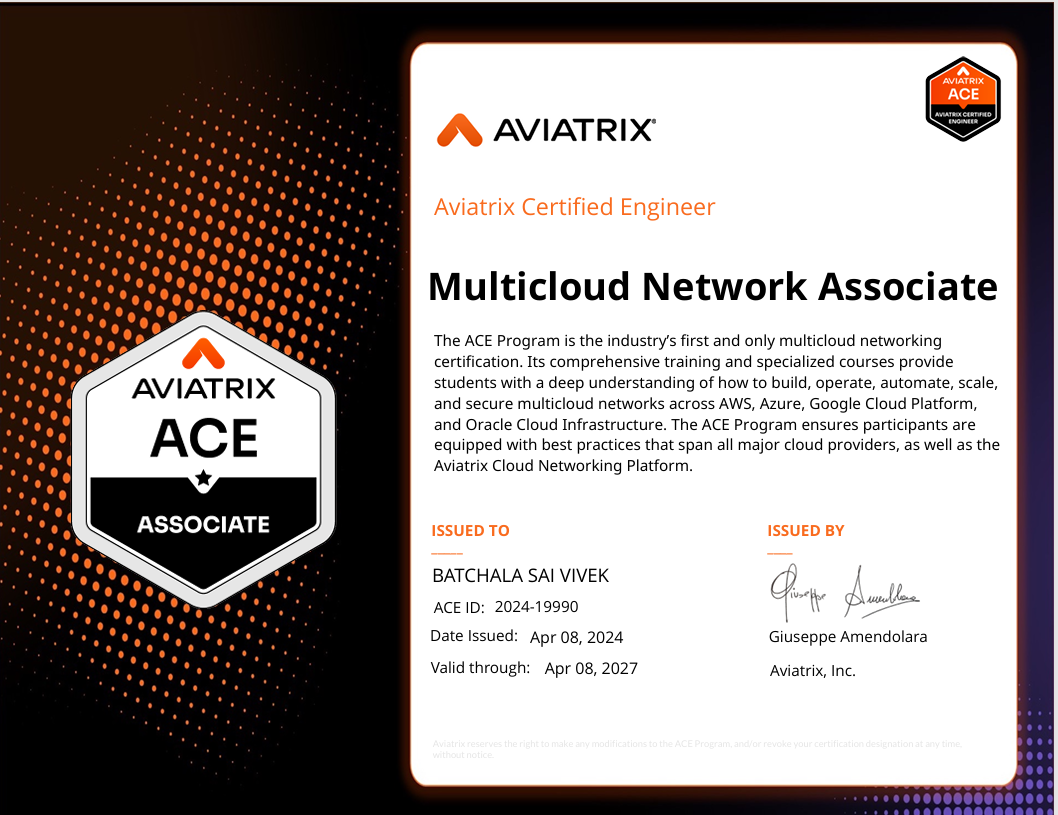 AVIATRIX
ACE
AVIATRIX CERTIFIED
ENGINEER
AVIATRIX®
Aviatrix Certified Engineer
Multicloud Network Associate
The ACE Program is the industry's first and only multicloud networking
certification. Its comprehensive training and specialized courses provide
students with a deep understanding of how to build, operate, automate, scale,
and secure multicloud networks across AWS, Azure, Google Cloud Platform,
and Oracle Cloud Infrastructure. The ACE Program ensures participants are
equipped with best practices that span all major cloud providers, as well as the
Aviatrix Cloud Networking Platform.
AVIATRIX
ACE
ASSOCIATE
ISSUED TO
BATCHALA SAI VIVEK
ACE ID: 2024-19990
Date Issued: Apr 08, 2024
Valid through: Apr 08, 2027
ISSUED BY
Giuseppe Amendolara
Giuseppe Amendolara
Aviatrix, Inc.
Aviatrix reserves the right to make any modifications to the ACE Program, and/or revoke your certification designation at any time,
without notice.